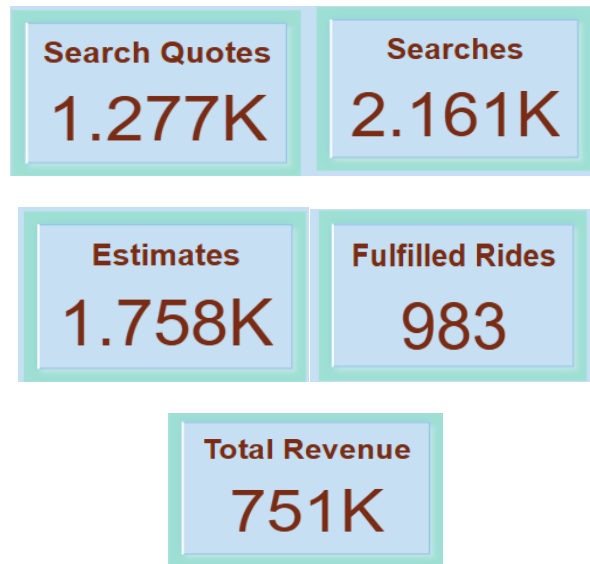 Search Quotes
1.277K
Searches
2.161K
Estimates
1.758K
Fulfilled Rides
983
Total Revenue
751K